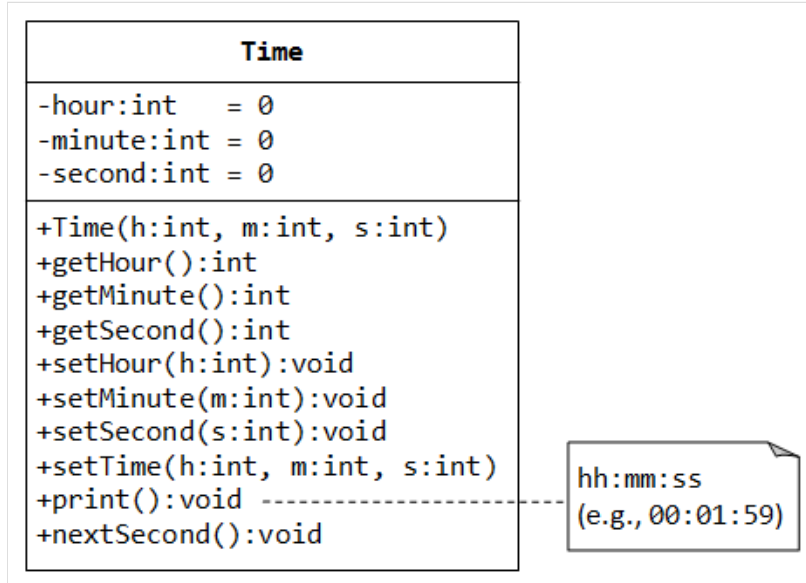 Time
-hour:int   = 0
-minute:int = 0
-second:int = 0
+Time(h:int, m:int, s:int)
+getHour():int
+getMinute():int
+getSecond():int
+setHour(h:int):void
+setMinute(m:int):void
+setSecond(s:int):void
+setTime(h:int, m:int, s:int)
+print():void
+nextSecond():void
hh:mm:ss
(e.g., 00:01:59)